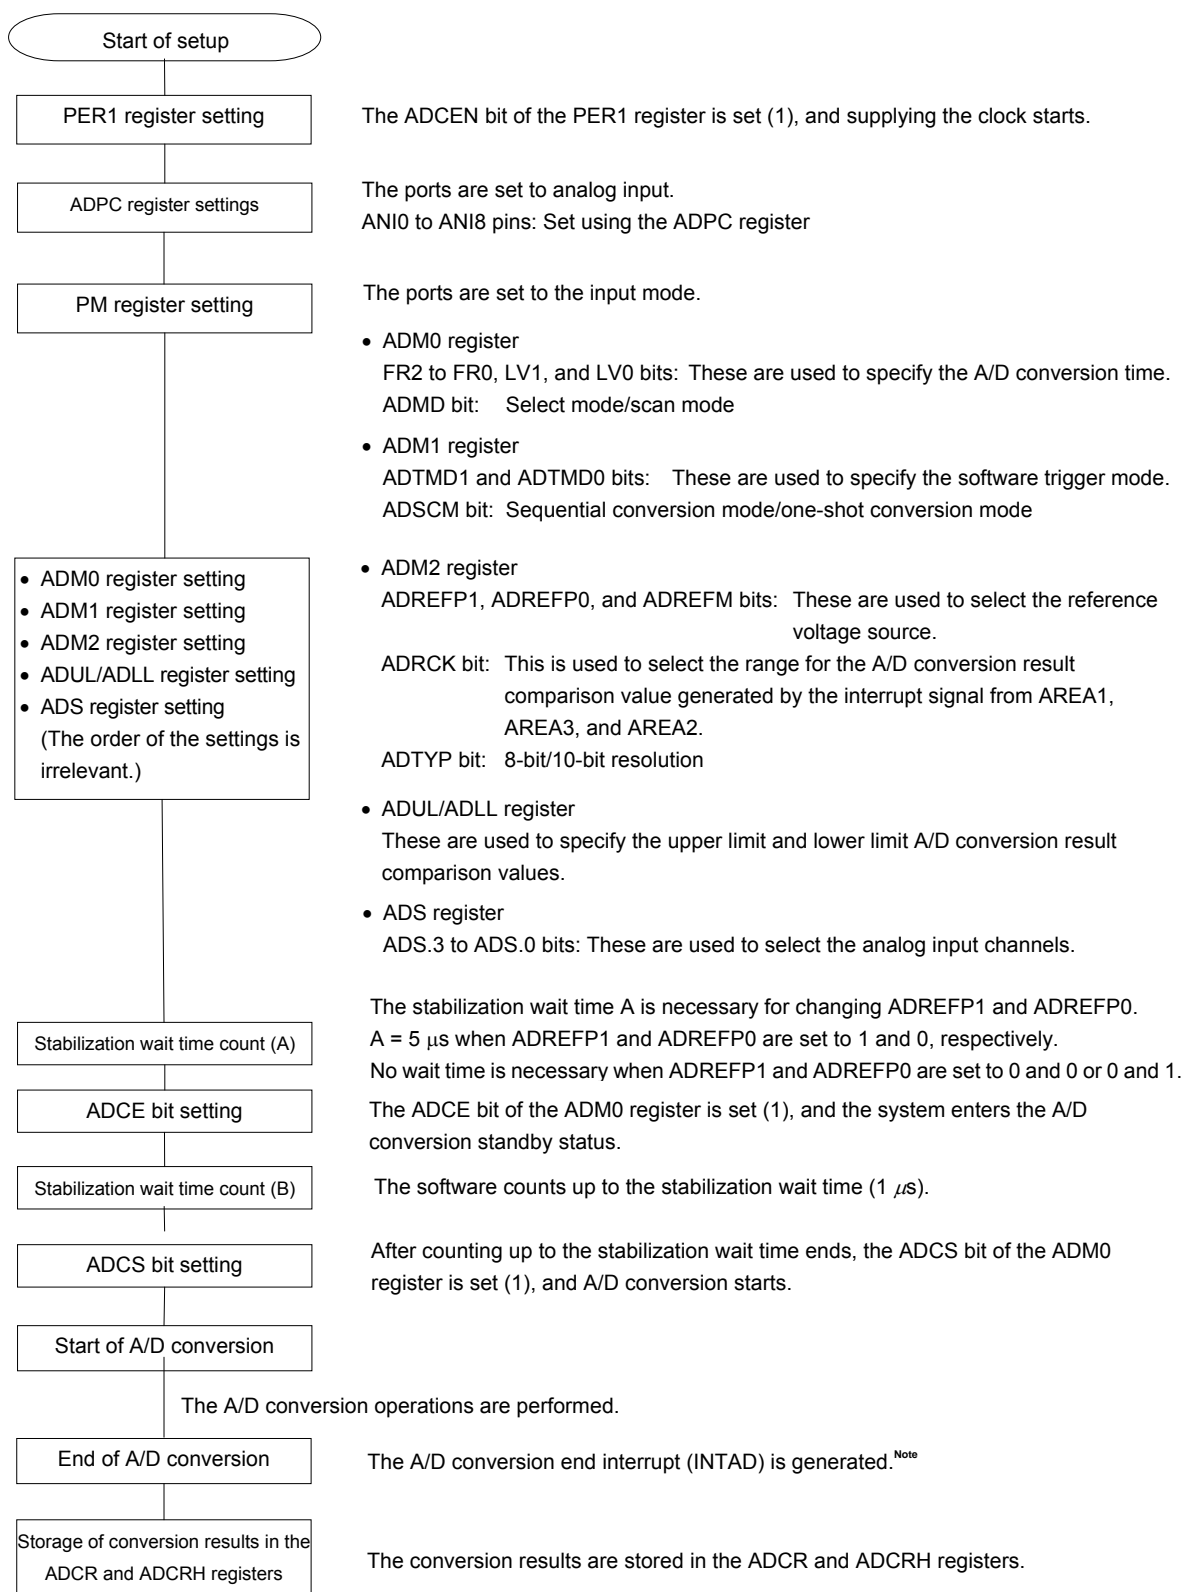 Start of setup
PER1 register setting
The ADCEN bit of the PER1 register is set (1), and supplying the clock starts.
ADPC register settings
The ports are set to analog input.
ANI0 to ANI8 pins: Set using the ADPC register
PM register setting
The ports are set to the input mode.
• ADM0 register
FR2 to FR0, LV1, and LV0 bits: These are used to specify the A/D conversion time.
ADMD bit: Select mode/scan mode
• ADM1 register
ADTMD1 and ADTMD0 bits: These are used to specify the software trigger mode.
ADSCM bit: Sequential conversion mode/one-shot conversion mode
• ADM0 register setting
• ADM1 register setting
• ADM2 register setting
• ADUL/ADLL register setting
• ADS register setting
(The order of the settings is
irrelevant.)
• ADM2 register
ADREFP1, ADREFP0, and ADREFM bits: These are used to select the reference
voltage source.
ADRCK bit: This is used to select the range for the A/D conversion result
comparison value generated by the interrupt signal from AREA1,
AREA3, and AREA2.
ADTYP bit: 8-bit/10-bit resolution
• ADUL/ADLL register
These are used to specify the upper limit and lower limit A/D conversion result
comparison values.
• ADS register
ADS.3 to ADS.0 bits: These are used to select the analog input channels.
Stabilization wait time count (A)
The stabilization wait time A is necessary for changing ADREFP1 and ADREFP0.
A = 5 μs when ADREFP1 and ADREFP0 are set to 1 and 0, respectively.
No wait time is necessary when ADREFP1 and ADREFP0 are set to 0 and 0 or 0 and 1.
ADCE bit setting
The ADCE bit of the ADM0 register is set (1), and the system enters the A/D
conversion standby status.
Stabilization wait time count (B)
The software counts up to the stabilization wait time (1 μs).
ADCS bit setting
After counting up to the stabilization wait time ends, the ADCS bit of the ADM0
register is set (1), and A/D conversion starts.
Start of A/D conversion
The A/D conversion operations are performed.
End of A/D conversion
The A/D conversion end interrupt (INTAD) is generated.Note
Storage of conversion results in the
ADCR and ADCRH registers
The conversion results are stored in the ADCR and ADCRH registers.